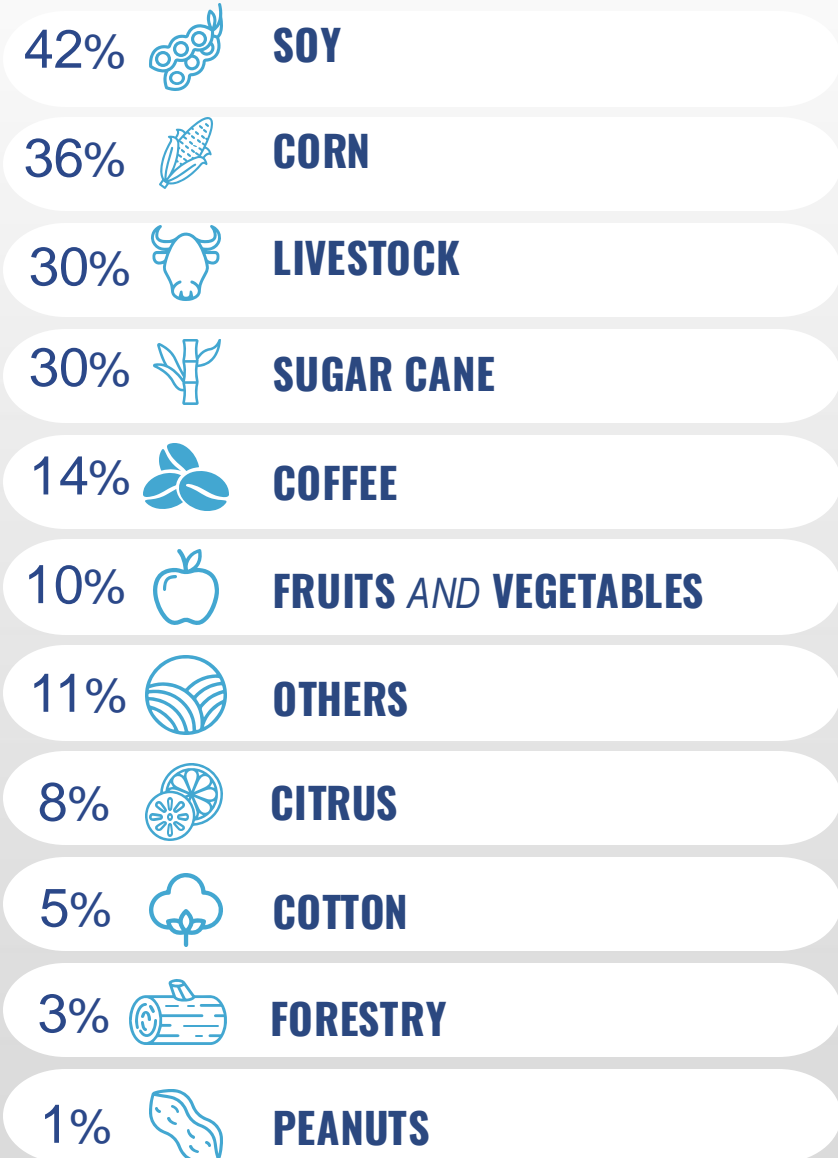 42% SOY
36% CORN
30% LIVESTOCK
30% SUGAR CANE
14% COFFEE
10% FRUITS AND VEGETABLES
11% OTHERS
8% CITRUS
5% COTTON
3% FORESTRY
1% PEANUTS